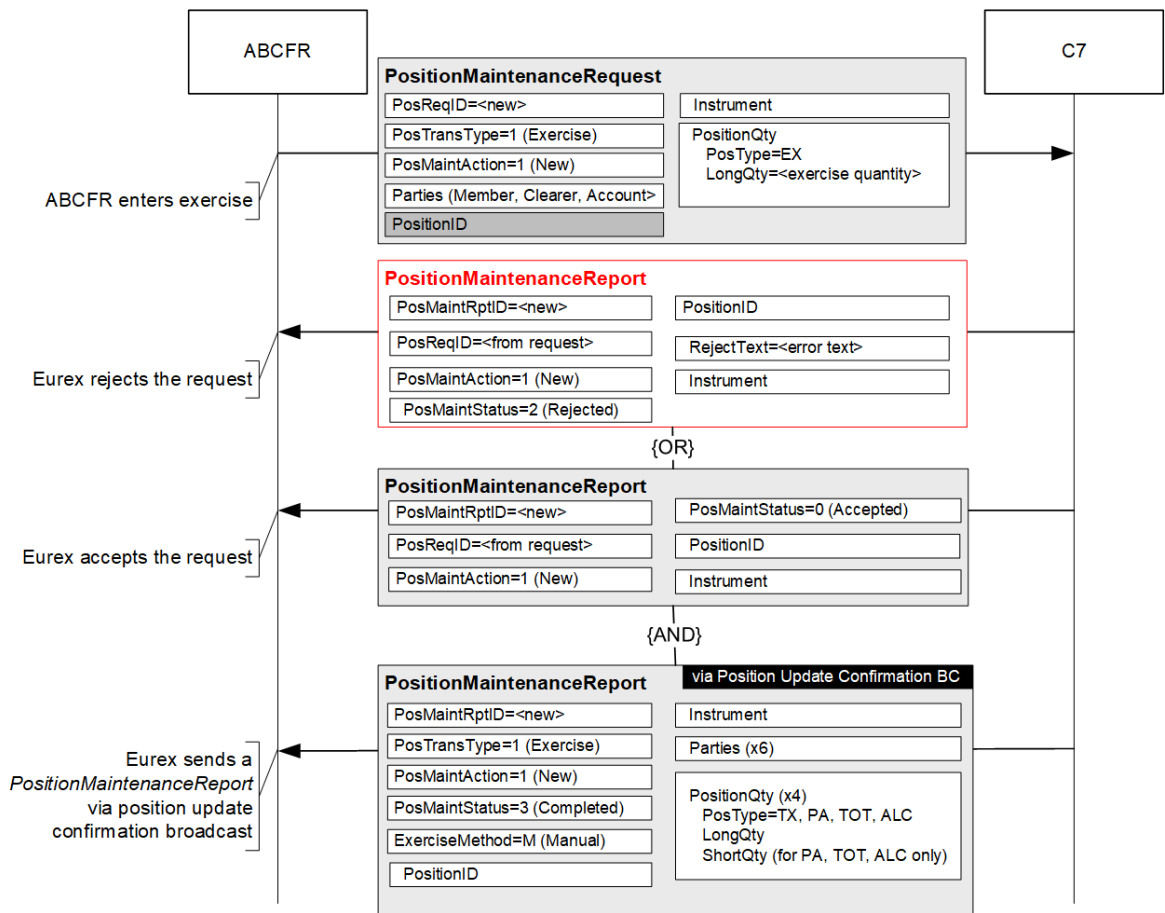 ABCFR
C7
PositionMaintenanceRequest
PosReqID=<new>
Instrument
PosTransType=1 (Exercise)
PositionQty
PosType=EX
LongQty=<exercise quantity>
PosMaintAction=1 (New)
Parties (Member, Clearer, Account>
PositionID
ABCFR enters exercise
PositionMaintenanceReport
PosMaintRptID=<new>
PositionID
PosReqID=<from request>
RejectText=<error text>
PosMaintAction=1 (New)
Instrument
PosMaintStatus=2 (Rejected)
Eurex rejects the request
{OR}
PositionMaintenanceReport
PosMaintRptID=<new>
PosMaintStatus=0 (Accepted)
PosReqID=<from request>
PositionID
PosMaintAction=1 (New)
Instrument
Eurex accepts the request
{AND}
PositionMaintenanceReport
via Position Update Confirmation BC
PosMaintRptID=<new>
Instrument
PosTransType=1 (Exercise)
Parties (x6)
PosMaintAction=1 (New)
PosMaintStatus=3 (Completed)
ExerciseMethod=M (Manual)
PositionID
PositionQty (x4)
PosType=TX, PA, TOT, ALC
LongQty
ShortQty (for PA, TOT, ALC only)
Eurex sends a
PositionMaintenanceReport
via position update
confirmation broadcast